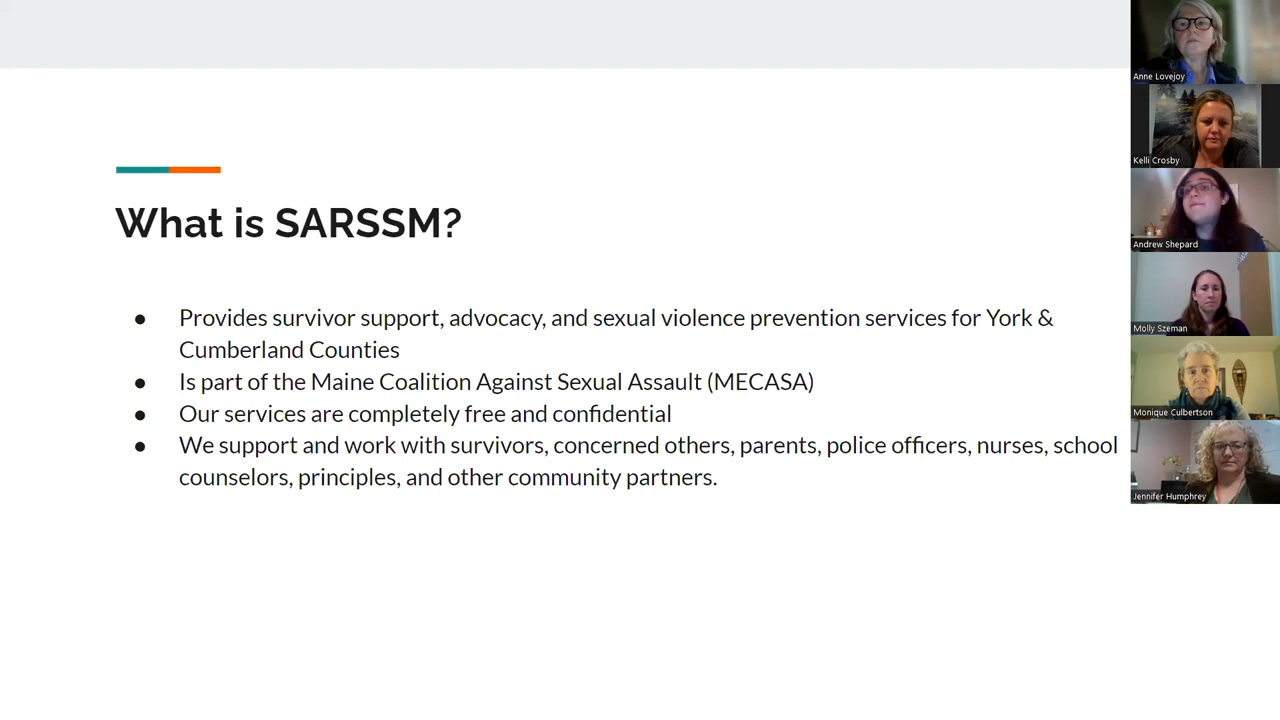 What is SARSSM?
● Provides survivor support, advocacy, and sexual violence prevention services for York &
Cumberland Counties
● Is part of the Maine Coalition Against Sexual Assault (MECASA)
● Our services are completely free and confidential
● We support and work with survivors, concerned others, parents, police officers, nurses, school
counselors, principles, and other community partners.
Anne Lovejoy
Kelli Crosby
Andrew Shepard
Molly Szeman
Monique Culbertson
Jennifer Humphrey